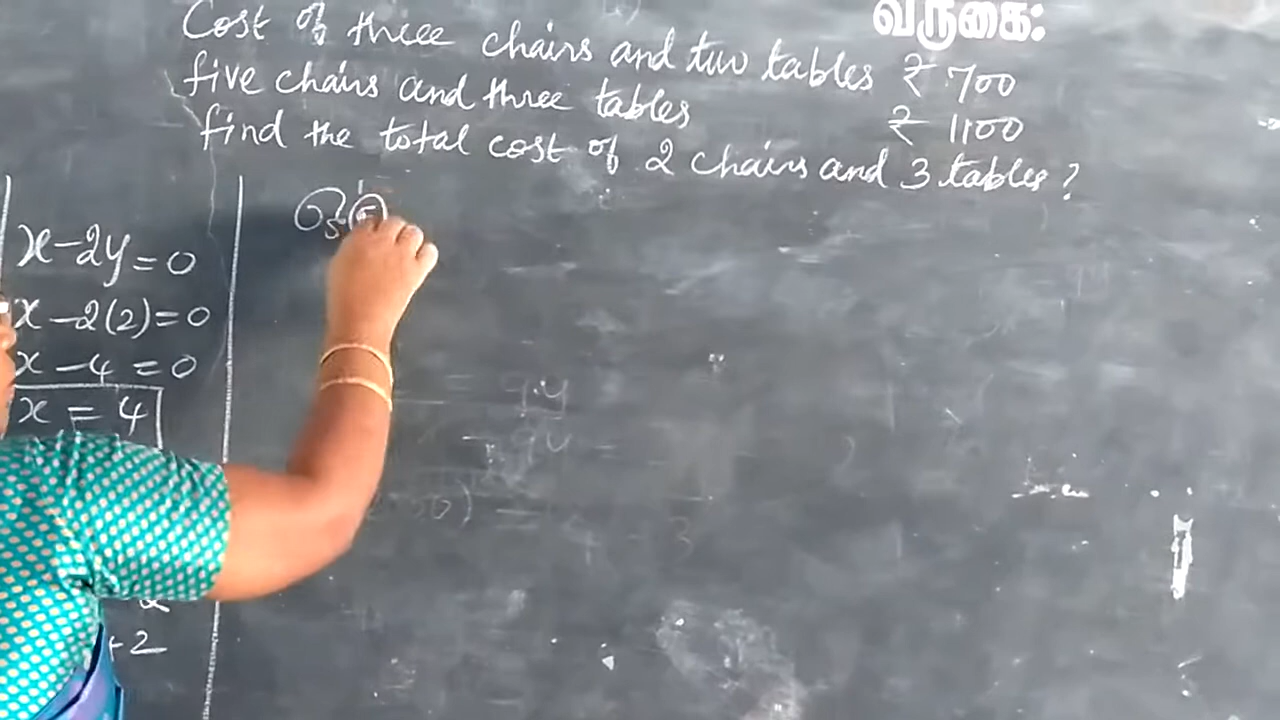 வருகை:
Cost of three chairs and two tables ₹ 700
five chairs and three tables ₹ 1100
find the total cost of 2 chairs and 3 tables?
x - 2y = 0
x - 2(2) = 0
x - 4 = 0
x = 4
+2